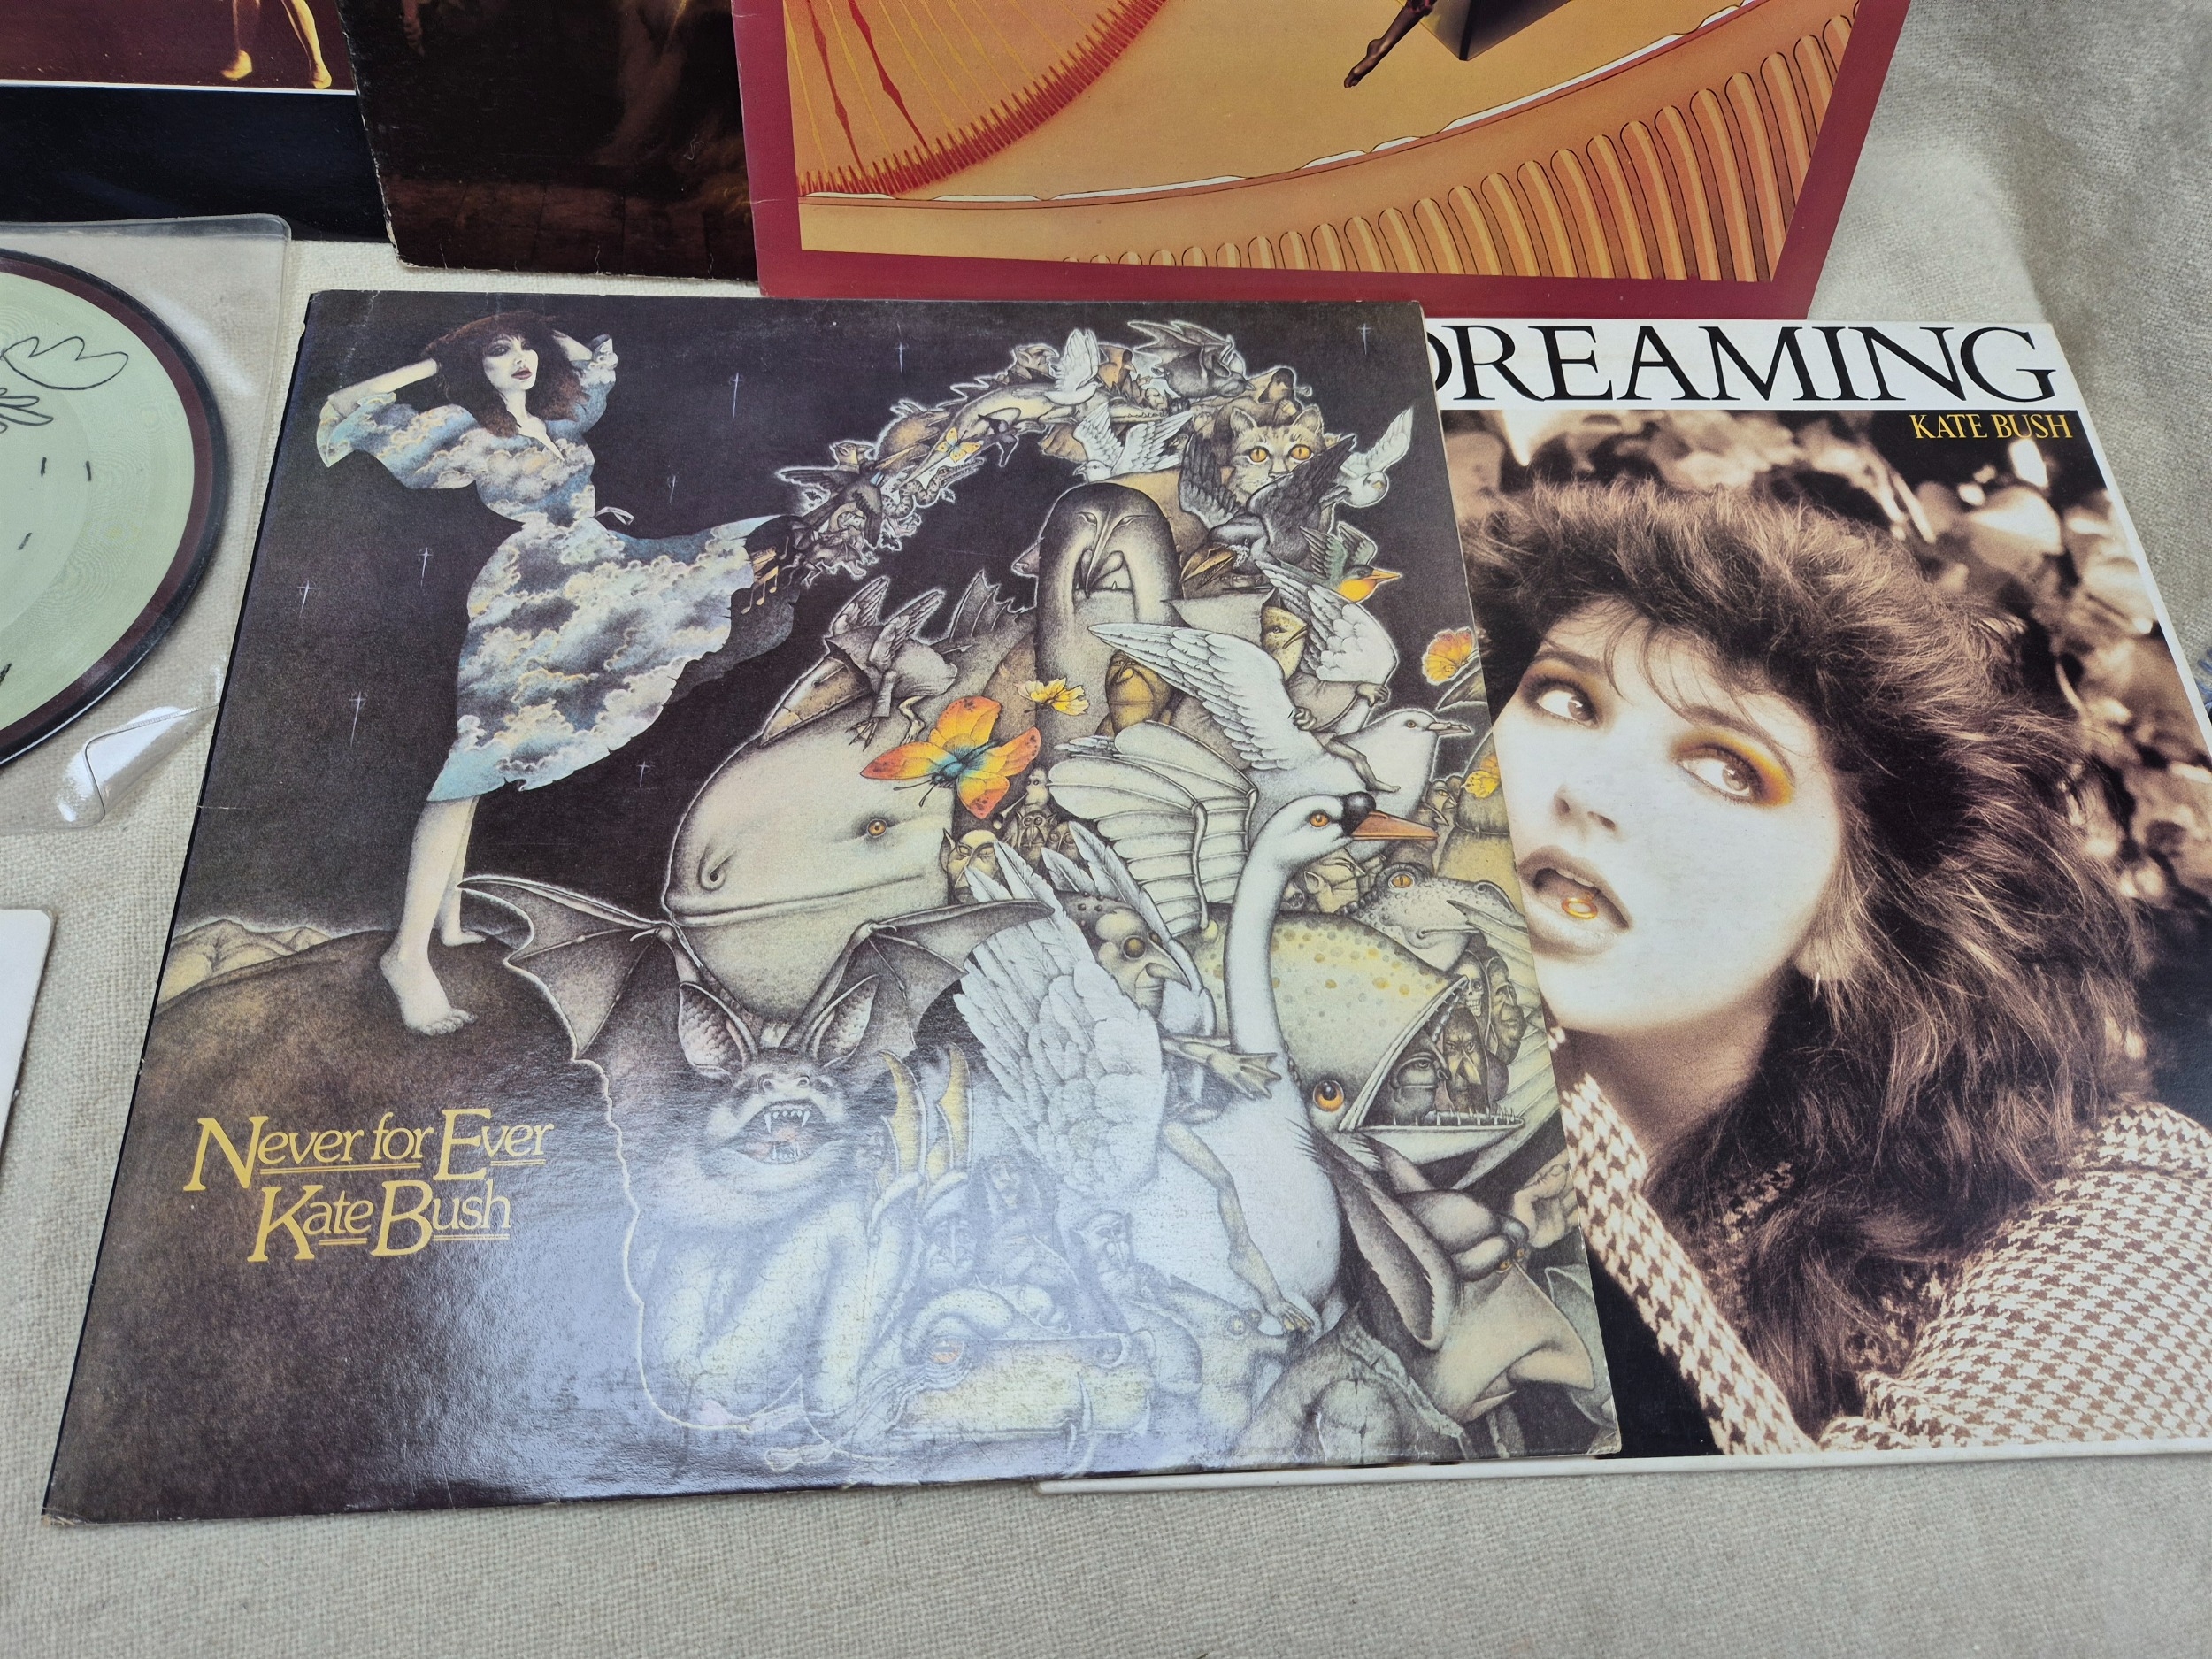 DREAMING
KATE BUSH
Never for Ever
Kate Bush